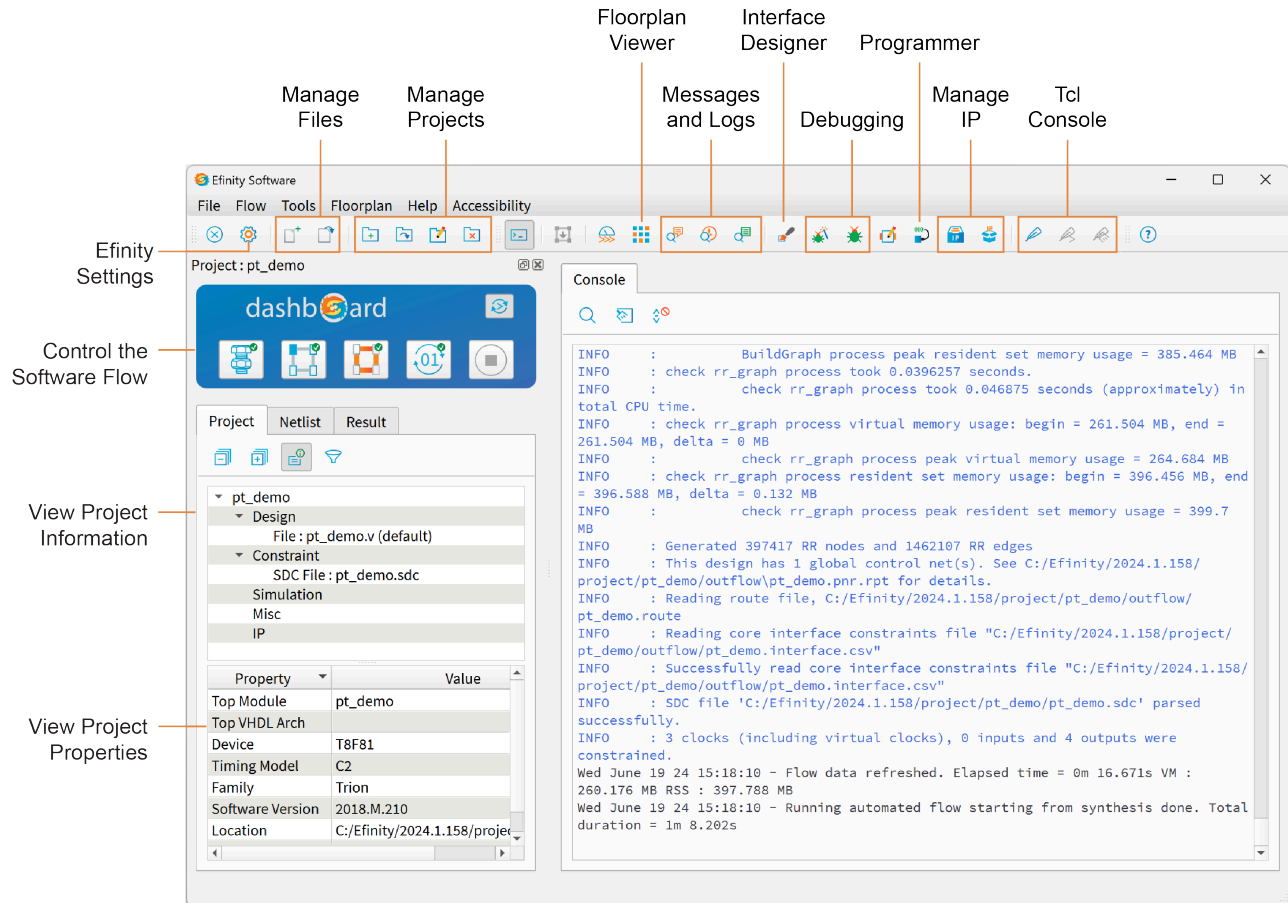 Floorplan
Viewer
Interface
Designer
Programmer
Manage
Files
Manage
Projects
Messages
and Logs
Debugging
Manage
IP
Tcl
Console
Efinity Software
File Flow Tools Floorplan Help Accessibility
Efinity
Settings
Project : pt_demo
dashboard
01
Control the
Software Flow
Project Netlist Result
View Project
Information
pt_demo
Design
File : pt_demo.v (default)
Constraint
SDC File : pt_demo.sdc
Simulation
Misc
IP
View Project
Properties
Property Value
Top Module pt_demo
Top VHDL Arch
Device T8F81
Timing Model C2
Family Trion
Software Version 2018.M.210
Location C:/Efinity/2024.1.158/projec
Console
INFO : BuildGraph process peak resident set memory usage = 385.464 MB
INFO : check rr_graph process took 0.0396257 seconds.
INFO : check rr_graph process took 0.046875 seconds (approximately) in
total CPU time.
INFO : check rr_graph process virtual memory usage: begin = 261.504 MB, end =
261.504 MB, delta = 0 MB
INFO : check rr_graph process peak virtual memory usage = 264.684 MB
INFO : check rr_graph process resident set memory usage: begin = 396.456 MB, end
= 396.588 MB, delta = 0.132 MB
INFO : check rr_graph process peak resident set memory usage = 399.7
MB
INFO : Generated 397417 RR nodes and 1462107 RR edges
INFO : This design has 1 global control net(s). See C:/Efinity/2024.1.158/
project/pt_demo/outflow\pt_demo.pnr.rpt for details.
INFO : Reading route file, C:/Efinity/2024.1.158/project/pt_demo/outflow/
pt_demo.route
INFO : Reading core interface constraints file "C:/Efinity/2024.1.158/project/
pt_demo/outflow/pt_demo.interface.csv"
INFO : Successfully read core interface constraints file "C:/Efinity/2024.1.158/
project/pt_demo/outflow/pt_demo.interface.csv"
INFO : SDC file 'C:/Efinity/2024.1.158/project/pt_demo/pt_demo.sdc' parsed
successfully.
INFO : 3 clocks (including virtual clocks), 0 inputs and 4 outputs were
constrained.
Wed June 19 24 15:18:10 - Flow data refreshed. Elapsed time = 0m 16.671s VM :
260.176 MB RSS : 397.788 MB
Wed June 19 24 15:18:10 - Running automated flow starting from synthesis done. Total
duration = 1m 8.202s